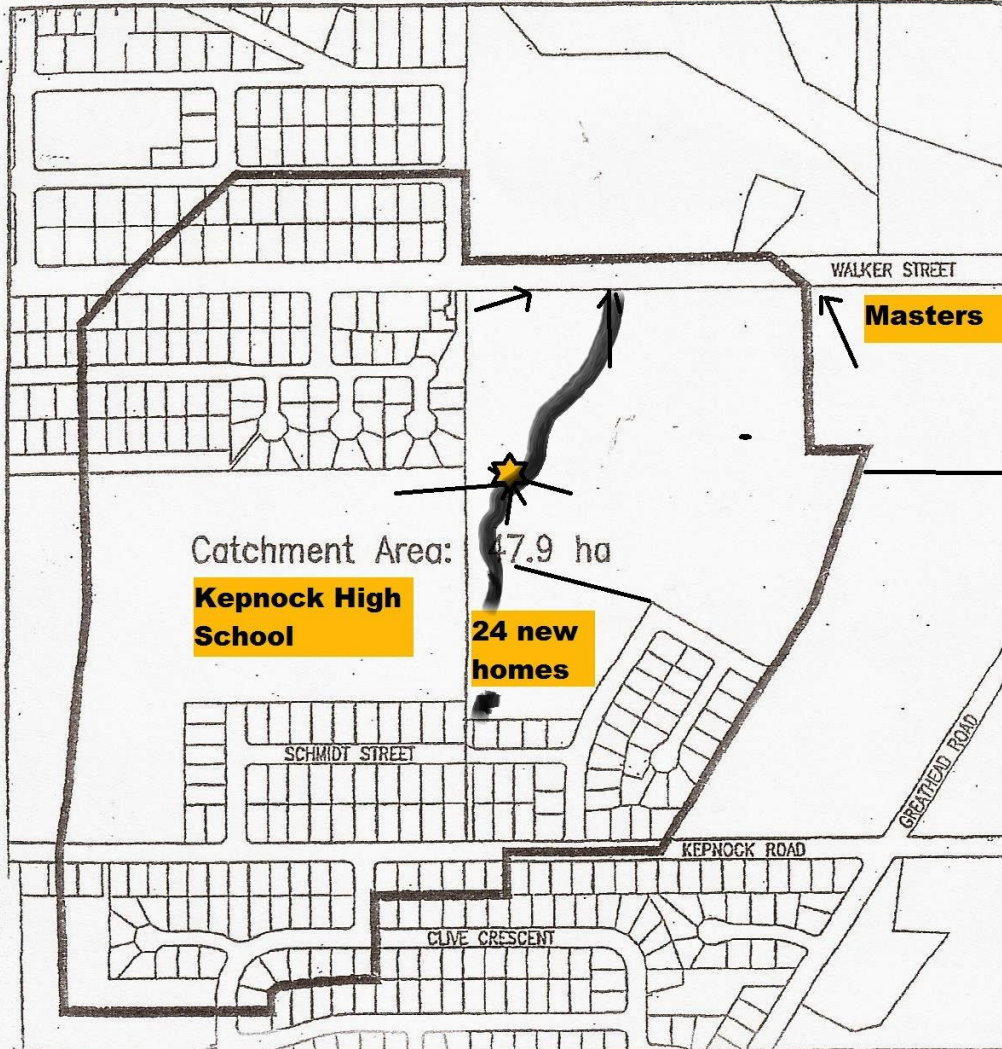 WALKER STREET
Masters
Catchment Area: 47.9 ha
Kepnock High
School
24 new
homes
SCHMIDT STREET
GREATHEAD ROAD
KEPNOCK ROAD
CLIVE CRESCENT